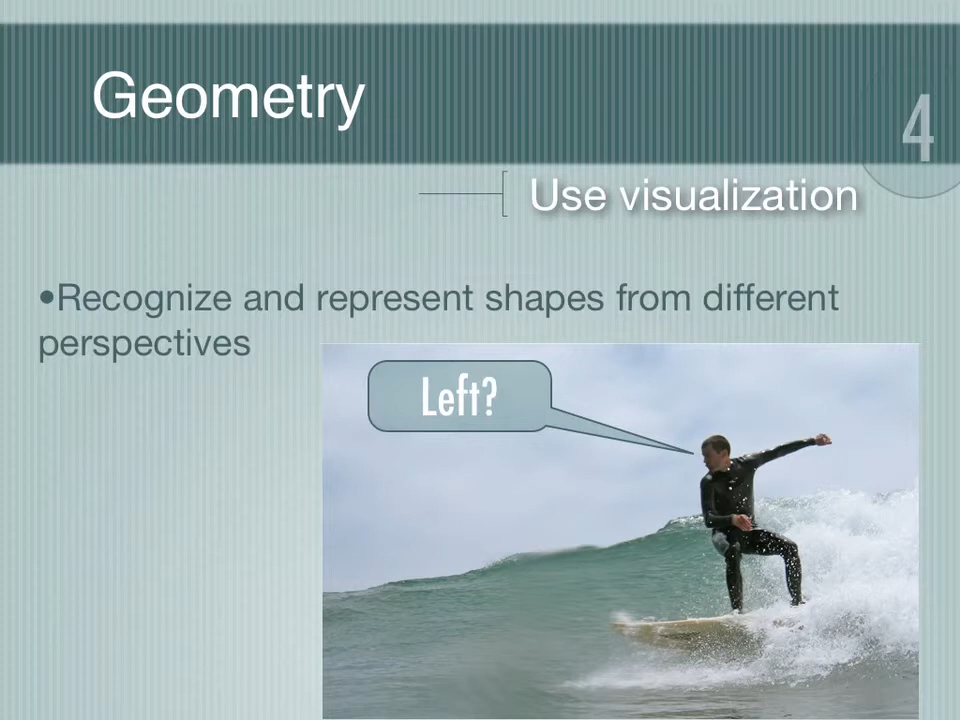 Geometry
4
Use visualization
•Recognize and represent shapes from different
perspectives
Left?